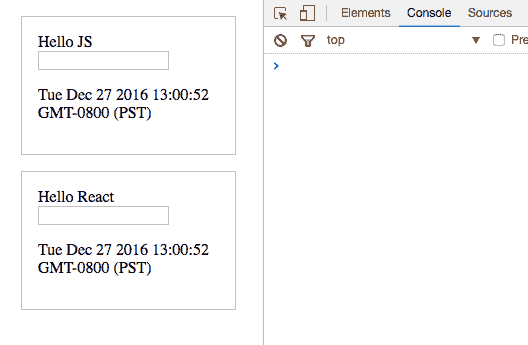 Hello JS
Tue Dec 27 2016 13:00:52
GMT-0800 (PST)
Hello React
Tue Dec 27 2016 13:00:52
GMT-0800 (PST)
Elements Console Sources
top Pre